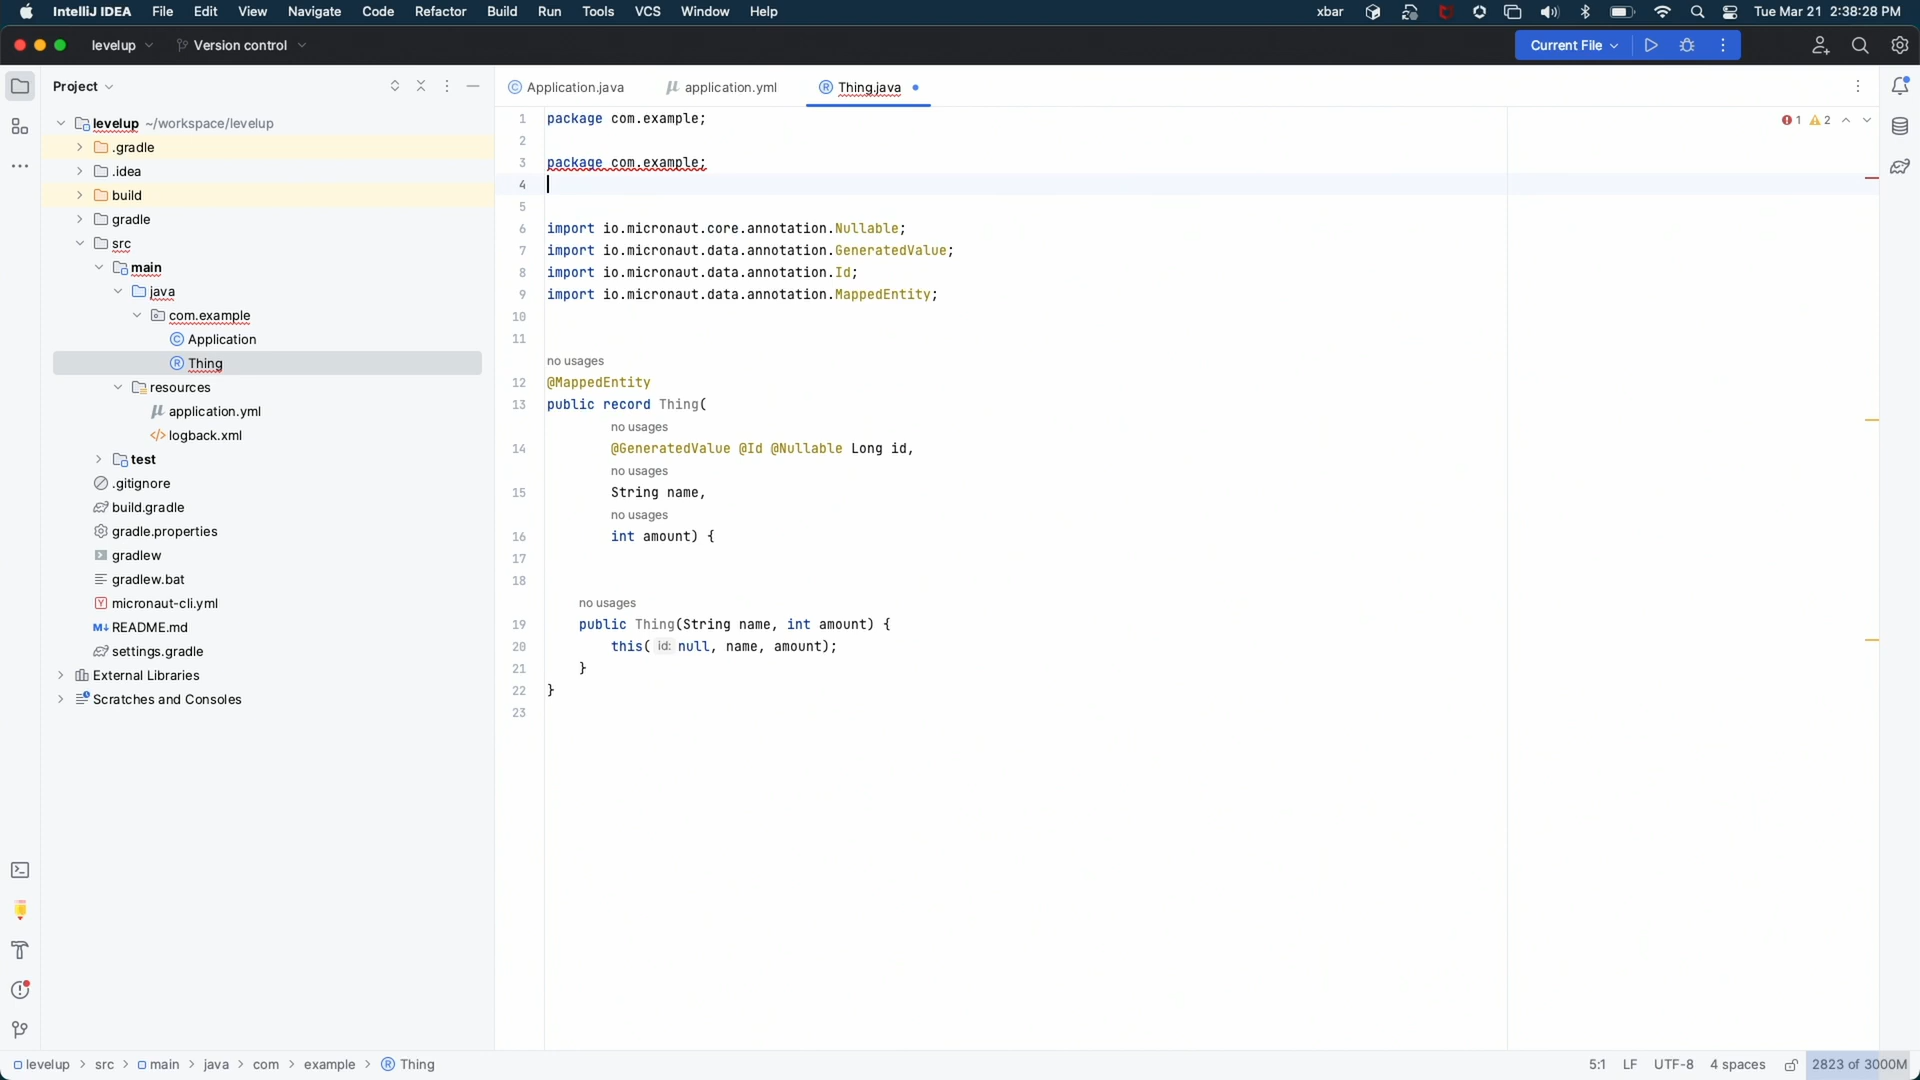 IntelliJ IDEA File Edit View Navigate Code Refactor Build Run Tools VCS Window Help xbar Tue Mar 21 2:38:28 PM
levelup Version control Current File
Project
Application.java application.yml Thing.java
levelup ~/workspace/levelup
.gradle
.idea
build
gradle
src
main
java
com.example
Application
Thing
resources
application.yml
logback.xml
test
.gitignore
build.gradle
gradle.properties
gradlew
gradlew.bat
micronaut-cli.yml
README.md
settings.gradle
External Libraries
Scratches and Consoles
1 2
1 package com.example;
2
3 package com.example;
4
5
6 import io.micronaut.core.annotation.Nullable;
7 import io.micronaut.data.annotation.GeneratedValue;
8 import io.micronaut.data.annotation.Id;
9 import io.micronaut.data.annotation.MappedEntity;
10
11
no usages
12 @MappedEntity
13 public record Thing(
no usages
14 @GeneratedValue @Id @Nullable Long id,
no usages
15 String name,
no usages
16 int amount) {
17
18
no usages
19 public Thing(String name, int amount) {
20 this( id: null, name, amount);
21 }
22 }
23
levelup > src > main > java > com > example > Thing 5:1 LF UTF-8 4 spaces 2823 of 3000M